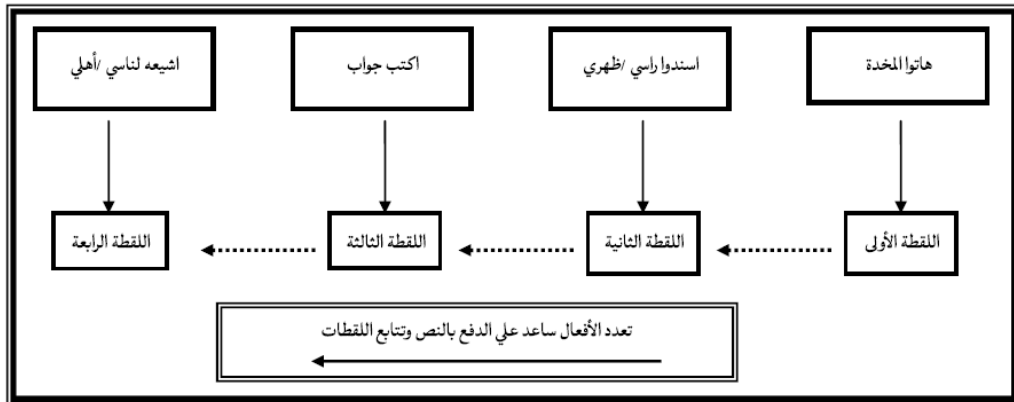 هاتوا المخدة
اسندوا راسي /ظهري
اكتب جواب
اشيعه لناسي /أهلي
اللقطة الأولى
اللقطة الثانية
اللقطة الثالثة
اللقطة الرابعة
تعدد الأفعال ساعد علي الدفع بالنص وتتابع اللقطات